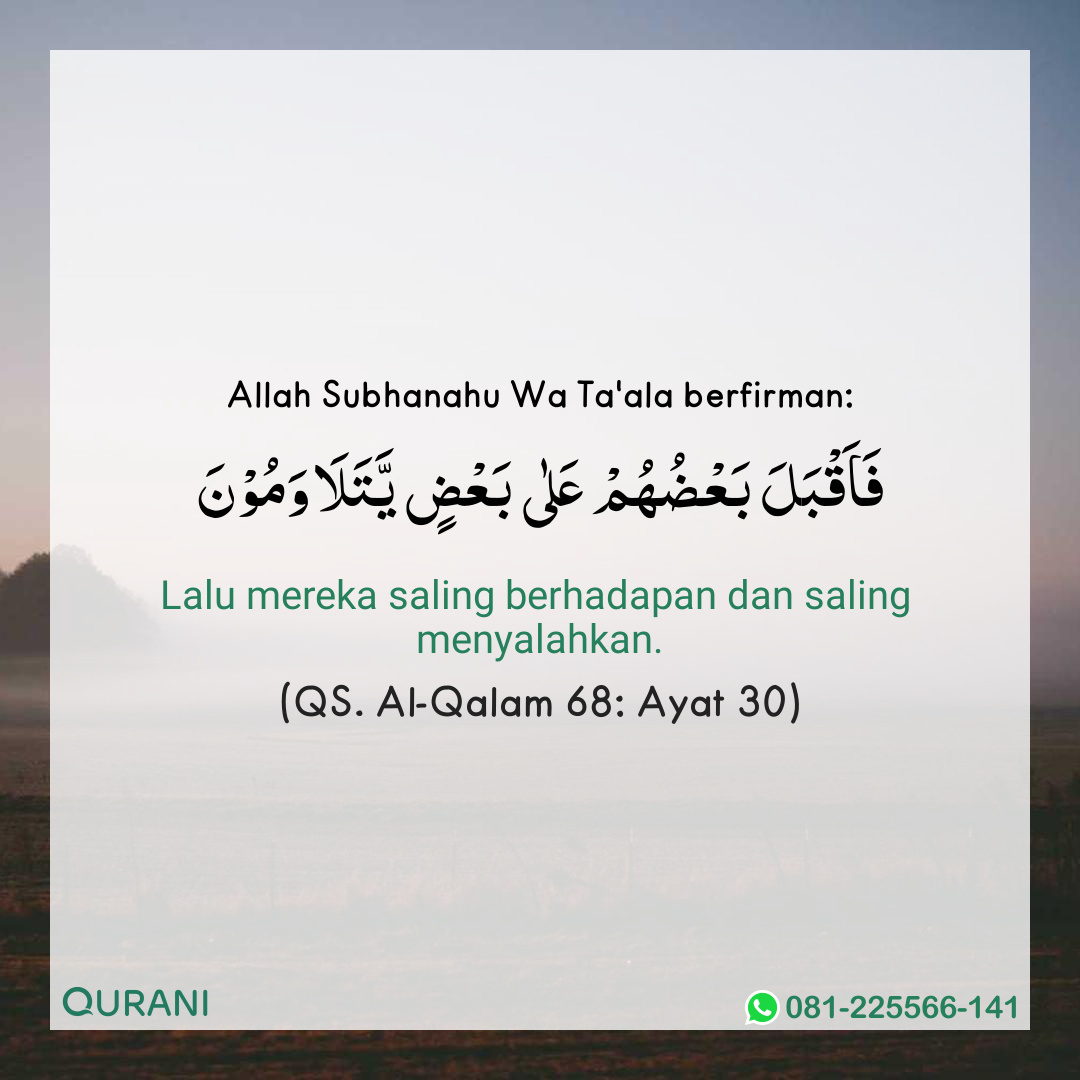 Allah Subhanahu Wa Ta'ala berfirman:
فَاَقْبَلَ بَعْضُهُمْ عَلٰى بَعْضٍ يَّتَلَاوَمُوْنَ
Lalu mereka saling berhadapan dan saling
menyalahkan.
(QS. Al-Qalam 68: Ayat 30)
QURANI
081-225566-141